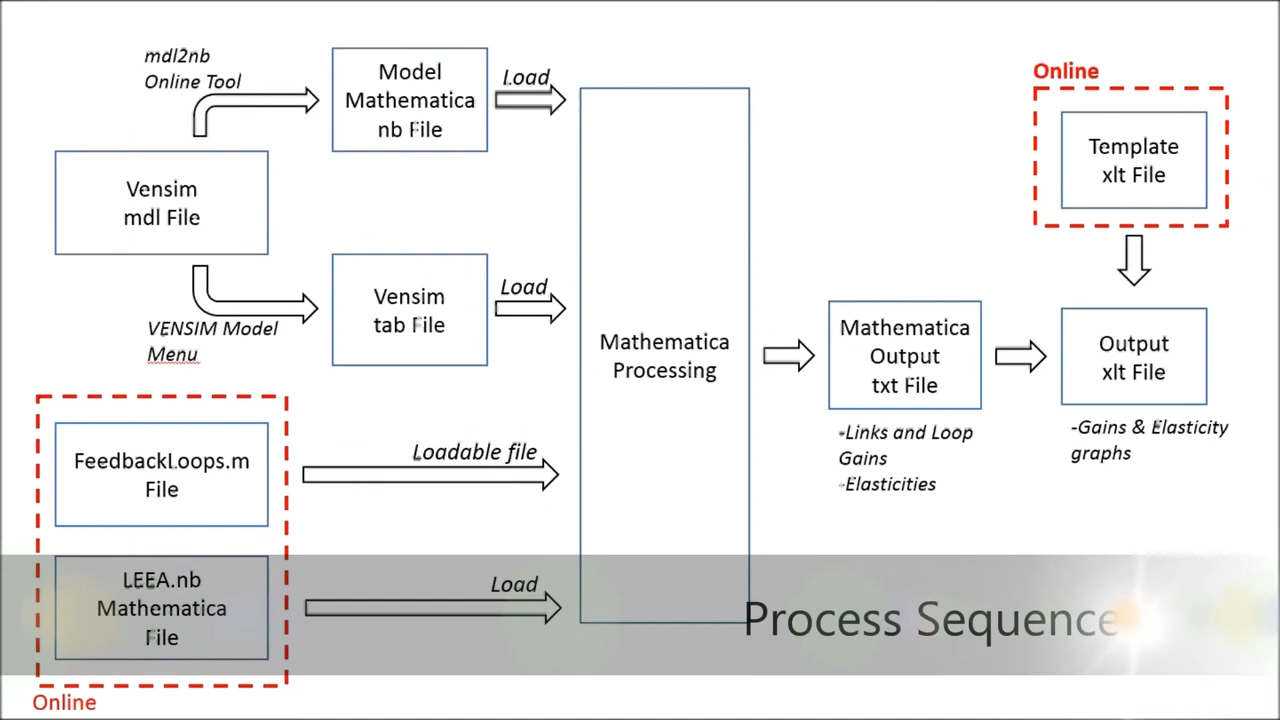 mdl2nb
Online Tool
Model
Mathematica
nb File
Load
Online
Template
xlt File
Vensim
mdl File
VENSIM Model
Menu
Vensim
tab File
Load
Mathematica
Processing
Mathematica
Output
txt File
-Links and Loop
Gains
-Elasticities
Output
xlt File
-Gains & Elasticity
graphs
FeedbackLoops.m
File
Loadable file
LEEA.nb
Mathematica
File
Load
Online
Process Sequence